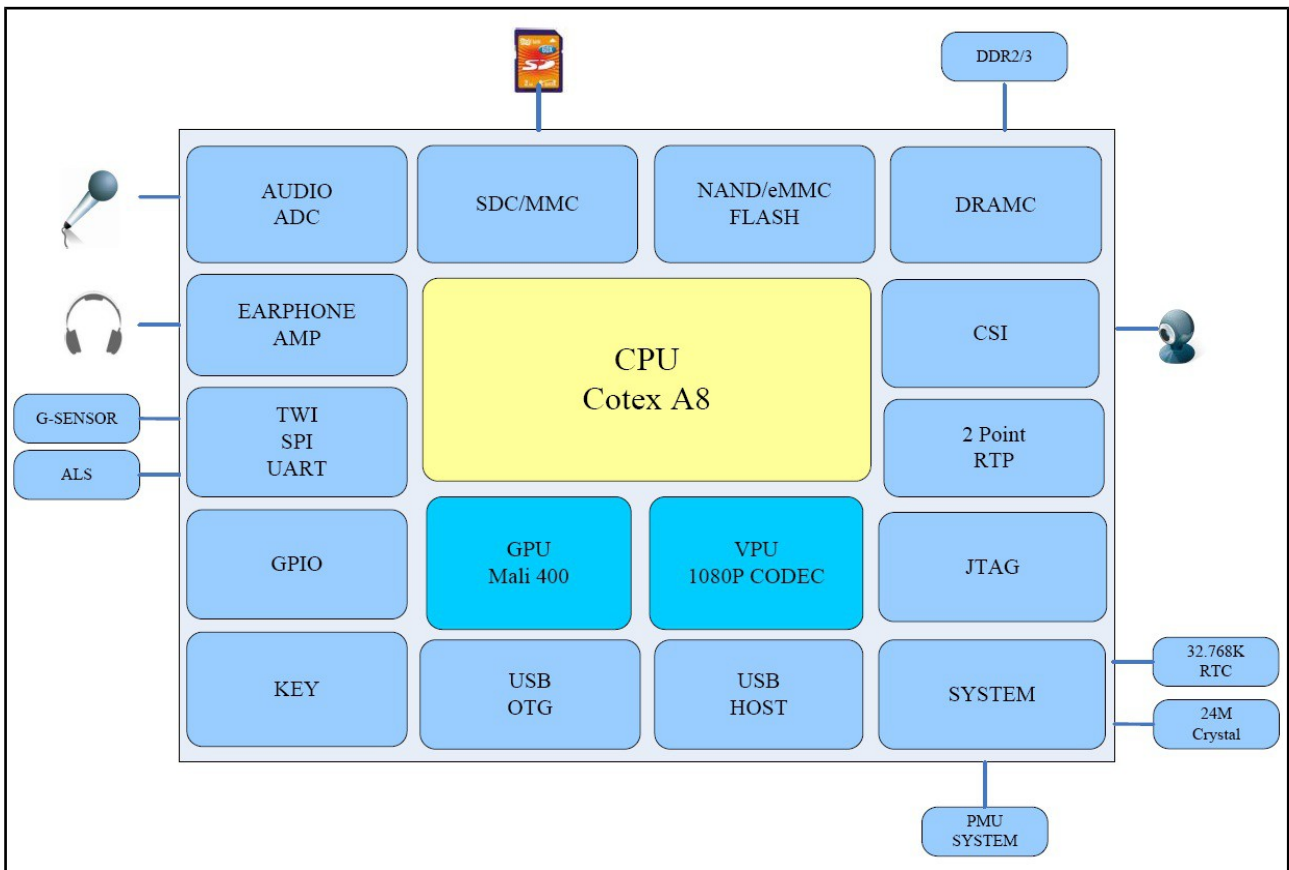 DDR2/3
SD
AUDIO
ADC
SDC/MMC
NAND/eMMC
FLASH
DRAMC
EARPHONE
AMP
CPU
Cotex A8
CSI
G-SENSOR
ALS
TWI
SPI
UART
2 Point
RTP
GPIO
GPU
Mali 400
VPU
1080P CODEC
JTAG
KEY
USB
OTG
USB
HOST
SYSTEM
32.768K
RTC
24M
Crystal
PMU
SYSTEM